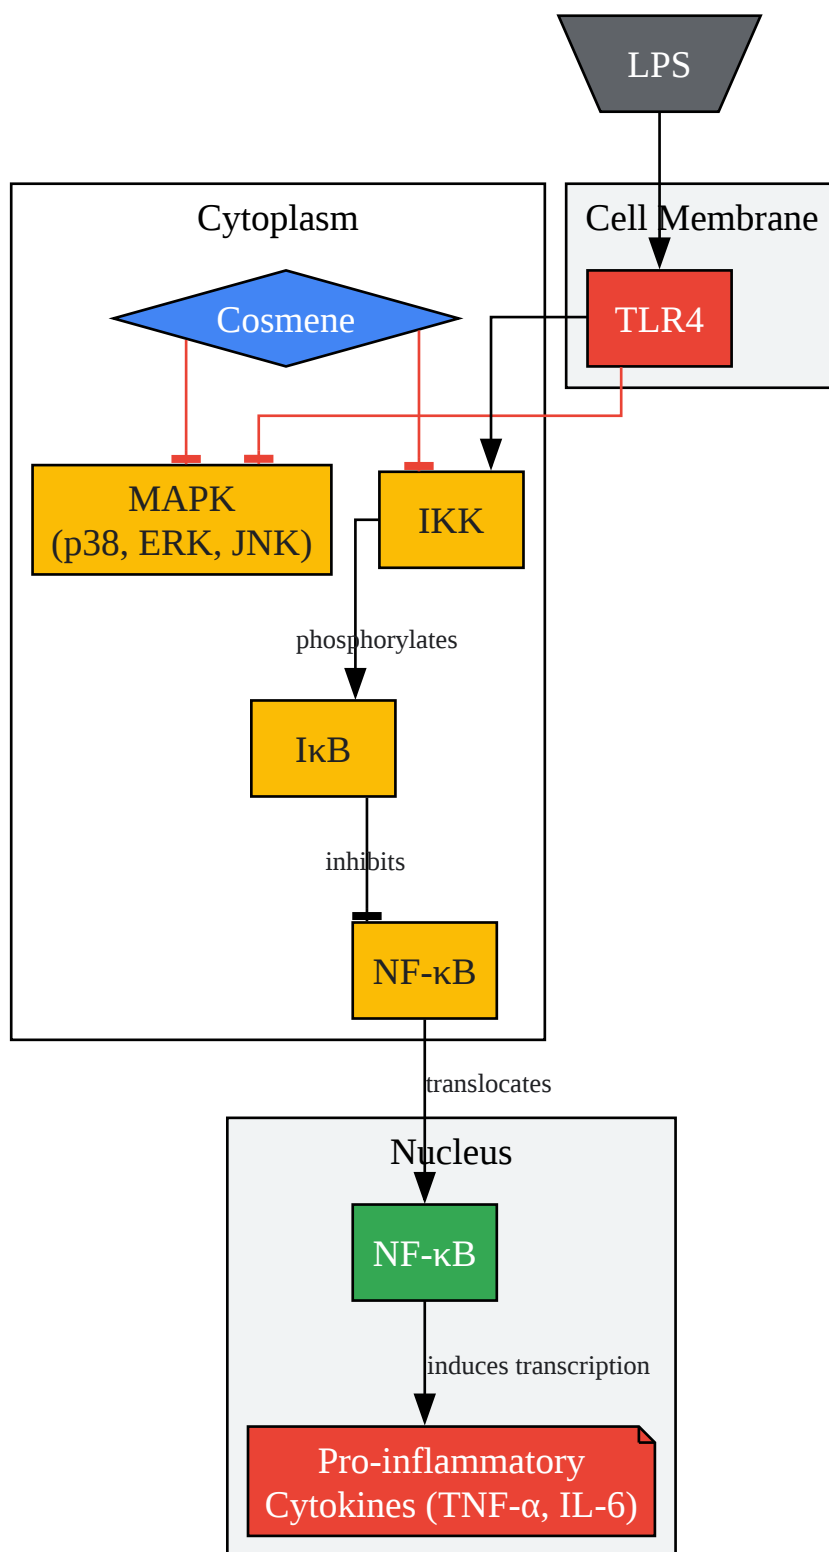 LPS
Cytoplasm
Cell Membrane
Cosmene
TLR4
MAPK
(p38, ERK, JNK)
IKK
phosphorylates
IκB
inhibits
NF-κB
translocates
Nucleus
NF-κB
induces transcription
Pro-inflammatory
Cytokines (TNF-α, IL-6)